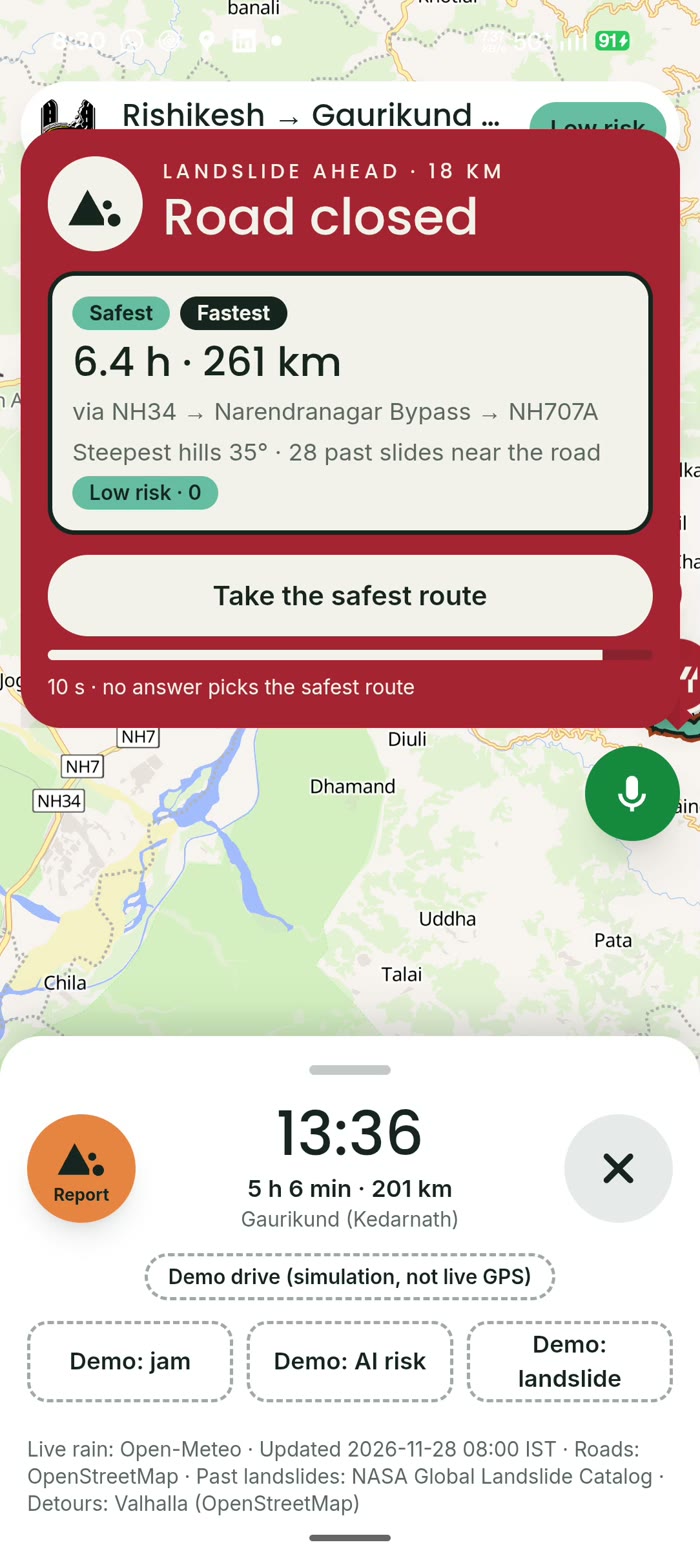 banali
8:30
91
Rishikesh → Gaurikund ...
Low risk
LANDSLIDE AHEAD · 18 KM
Road closed
Safest
Fastest
6.4 h · 261 km
via NH34 → Narendranagar Bypass → NH707A
Steepest hills 35° · 28 past slides near the road
Low risk · 0
Take the safest route
10 s · no answer picks the safest route
NH7
Diuli
NH7
Dhamand
NH34
Uddha
Pata
Talai
Chila
13:36
Report
5 h 6 min · 201 km
Gaurikund (Kedarnath)
Demo drive (simulation, not live GPS)
Demo: jam
Demo: AI risk
Demo:
landslide
Live rain: Open-Meteo · Updated 2026-11-28 08:00 IST · Roads:
OpenStreetMap · Past landslides: NASA Global Landslide Catalog ·
Detours: Valhalla (OpenStreetMap)